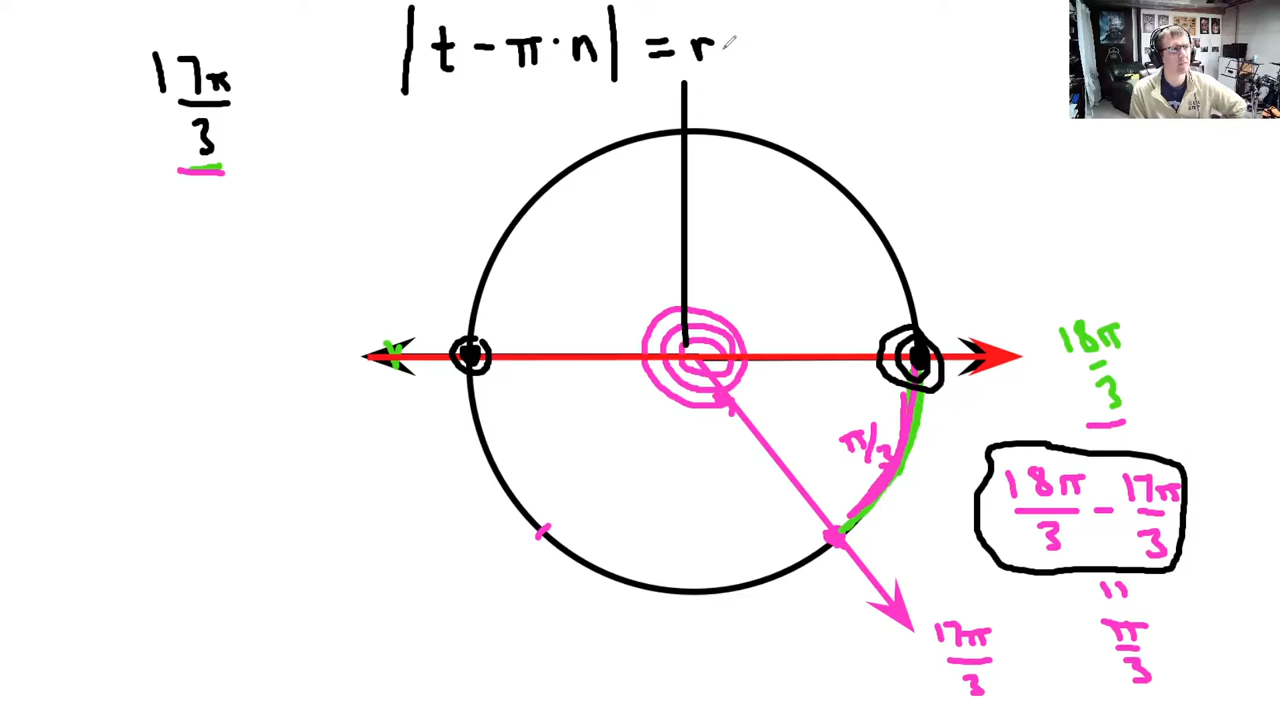 |t - π · n| = r
17π/3
18π/3
π/3
18π/3 - 17π/3
=
π/3
17π/3